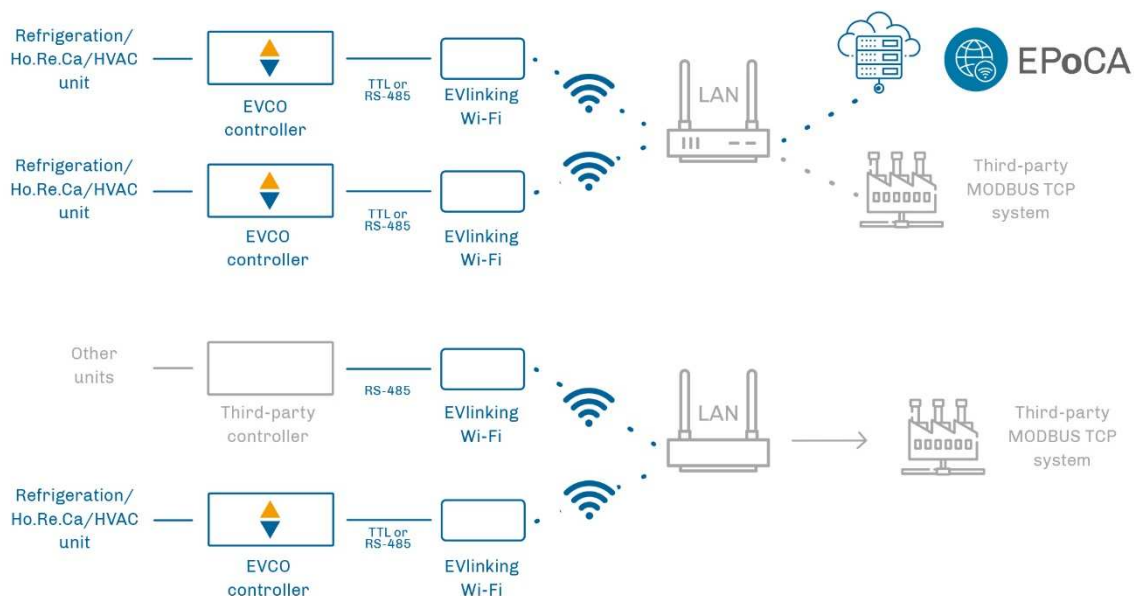 Refrigeration/
Ho.Re.Ca/HVAC
unit
EVCO
controller
TTL or
RS-485
EVlinking
Wi-Fi
LAN
EPoCA
Refrigeration/
Ho.Re.Ca/HVAC
unit
EVCO
controller
TTL or
RS-485
EVlinking
Wi-Fi
Third-party
MODBUS TCP
system
Other
units
Third-party
controller
RS-485
EVlinking
Wi-Fi
LAN
Third-party
MODBUS TCP
system
Refrigeration/
Ho.Re.Ca/HVAC
unit
EVCO
controller
TTL or
RS-485
EVlinking
Wi-Fi